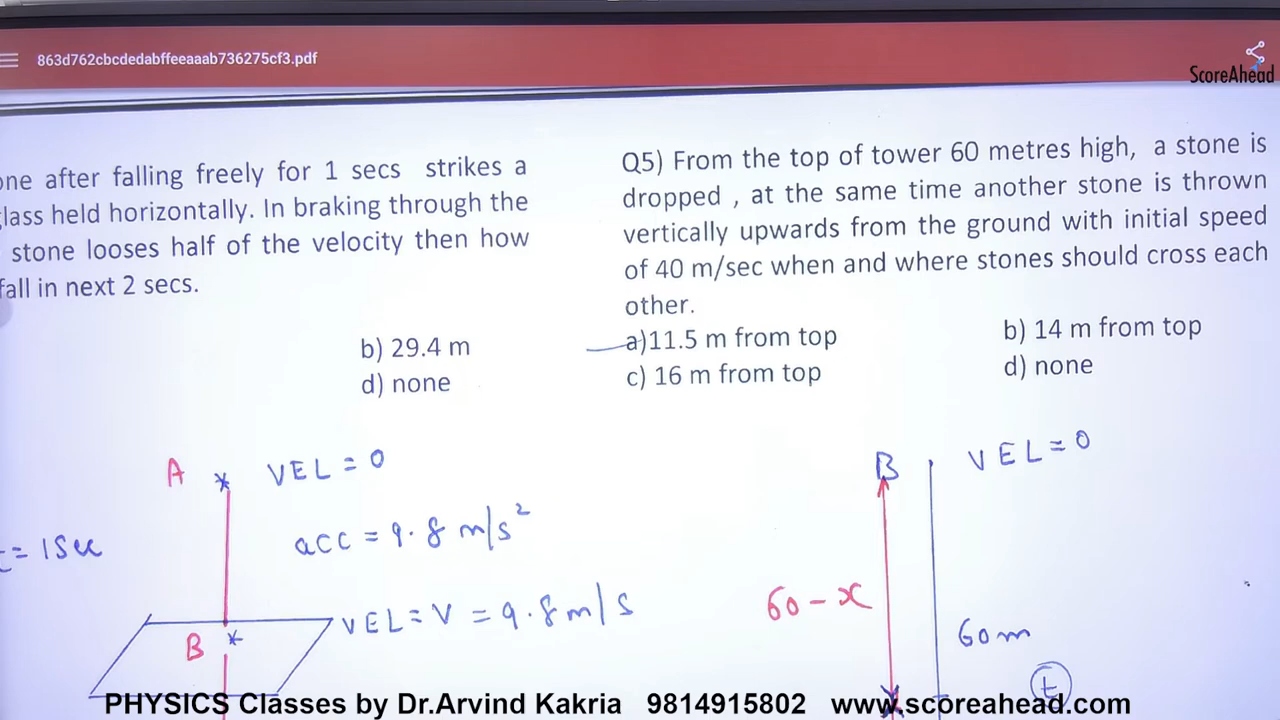 863d762cbcdedabffeeaaab736275cf3.pdf
ScoreAhead
one after falling freely for 1 secs strikes a
glass held horizontally. In braking through the
stone looses half of the velocity then how
fall in next 2 secs.
b) 29.4 m
d) none
Q5) From the top of tower 60 metres high, a stone is
dropped , at the same time another stone is thrown
vertically upwards from the ground with initial speed
of 40 m/sec when and where stones should cross each
other.
a)11.5 m from top
b) 14 m from top
c) 16 m from top
d) none
A VEL = 0
acc = 9.8 m/s²
t = 1 Sec
VEL = V = 9.8 m/s
B
B VEL = 0
60 - x
60 m
t
PHYSICS Classes by Dr.Arvind Kakria 9814915802 www.scoreahead.com